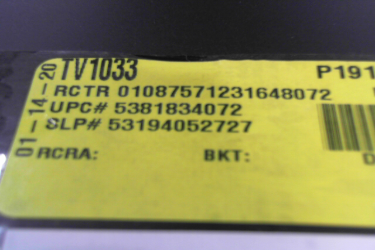 TV1033
P191
RCTR 01087571231648072
UPC# 5381834072
SLP# 53194052727
RCRA: BKT:
01-14-20